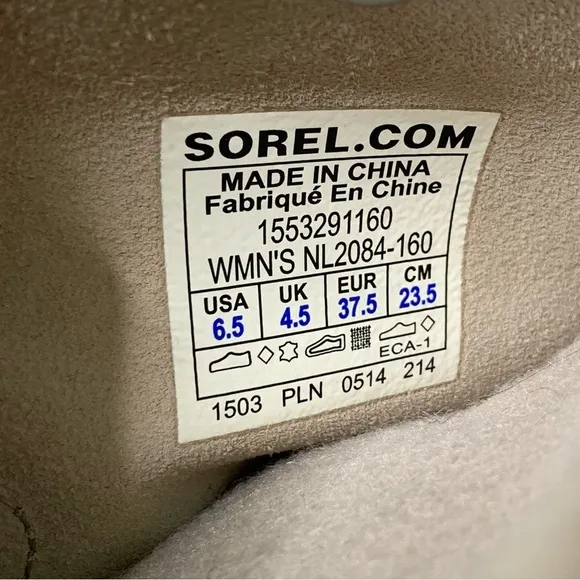 SOREL.COM
MADE IN CHINA
Fabriqué En Chine
1553291160
WMN'S NL2084-160
USA UK EUR CM
6.5 4.5 37.5 23.5
ECA-1
1503 PLN 0514 214